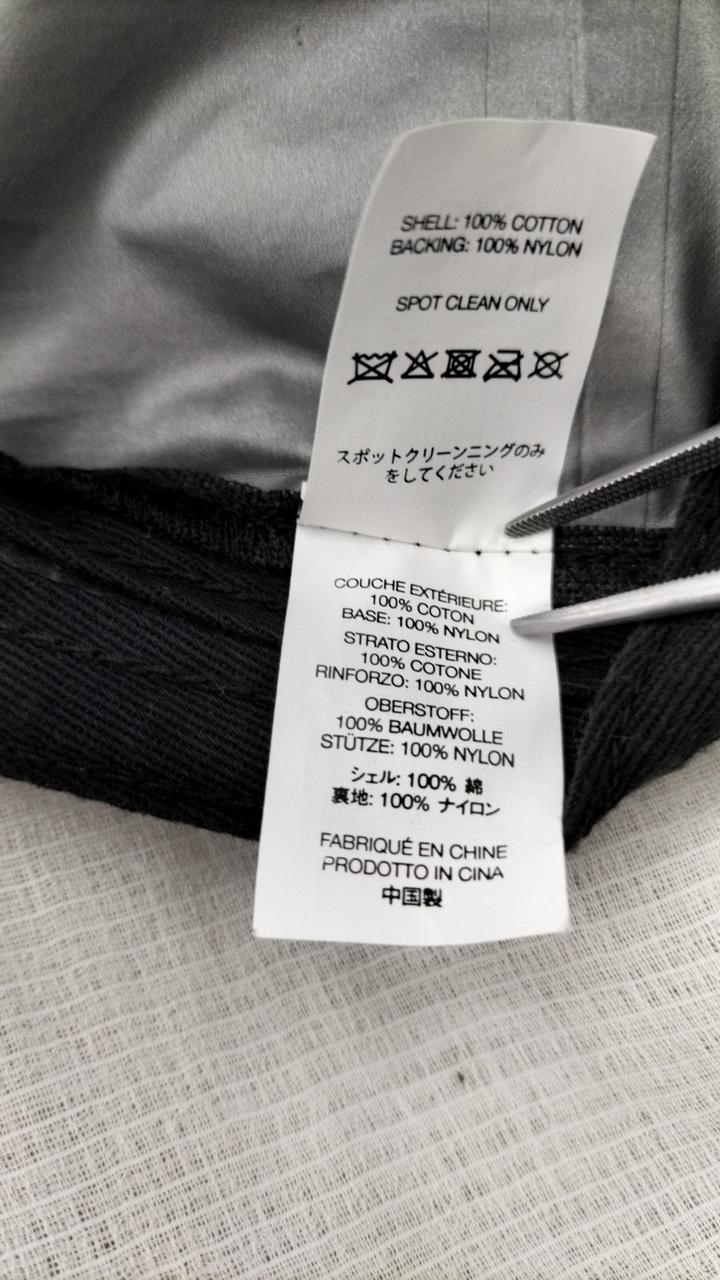 SHELL: 100% COTTON
BACKING: 100% NYLON
SPOT CLEAN ONLY
スポットクリーンニングのみ
をしてください
COUCHE EXTÉRIEURE:
100% COTON
BASE: 100% NYLON
STRATO ESTERNO:
100% COTONE
RINFORZO: 100% NYLON
OBERSTOFF:
100% BAUMWOLLE
STÜTZE: 100% NYLON
シェル: 100% 綿
裏地: 100% ナイロン
FABRIQUÉ EN CHINE
PRODOTTO IN CINA
中国製